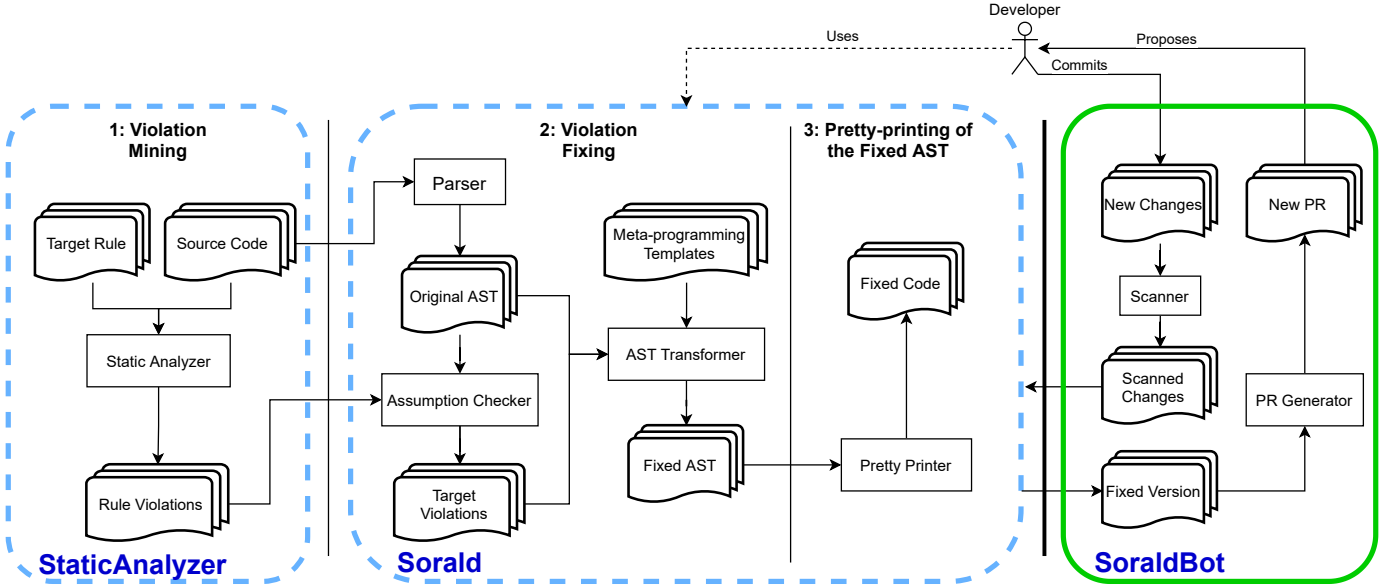 Developer
Uses
Proposes
Commits
1: Violation
Mining
2: Violation
Fixing
3: Pretty-printing of
the Fixed AST
Target Rule
Source Code
Static Analyzer
Rule Violations
StaticAnalyzer
Parser
Original AST
Assumption Checker
Target
Violations
Meta-programming
Templates
AST Transformer
Fixed AST
Sorald
Fixed Code
Pretty Printer
New Changes
Scanner
Scanned
Changes
Fixed Version
New PR
PR Generator
SoraldBot